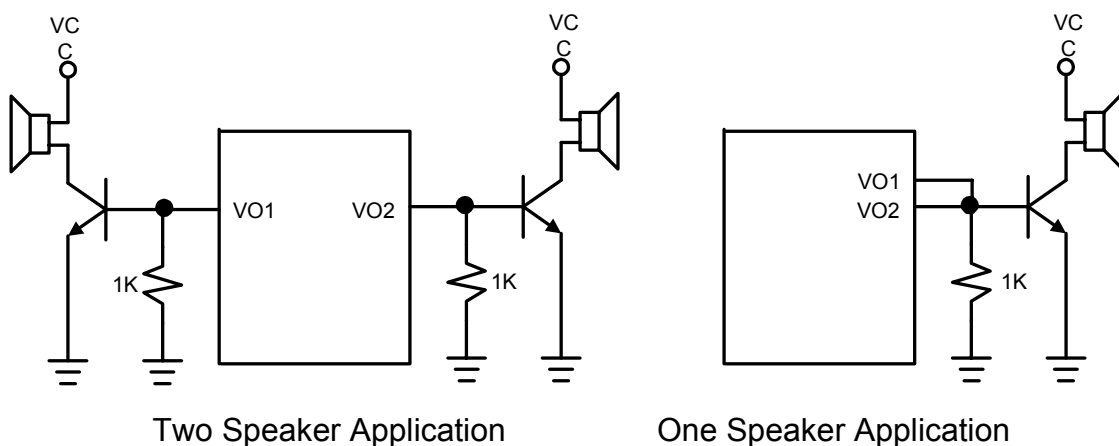 VC
C
VC
C
VC
C
VO1
VO2
1K
1K
VO1
VO2
1K
Two Speaker Application
One Speaker Application